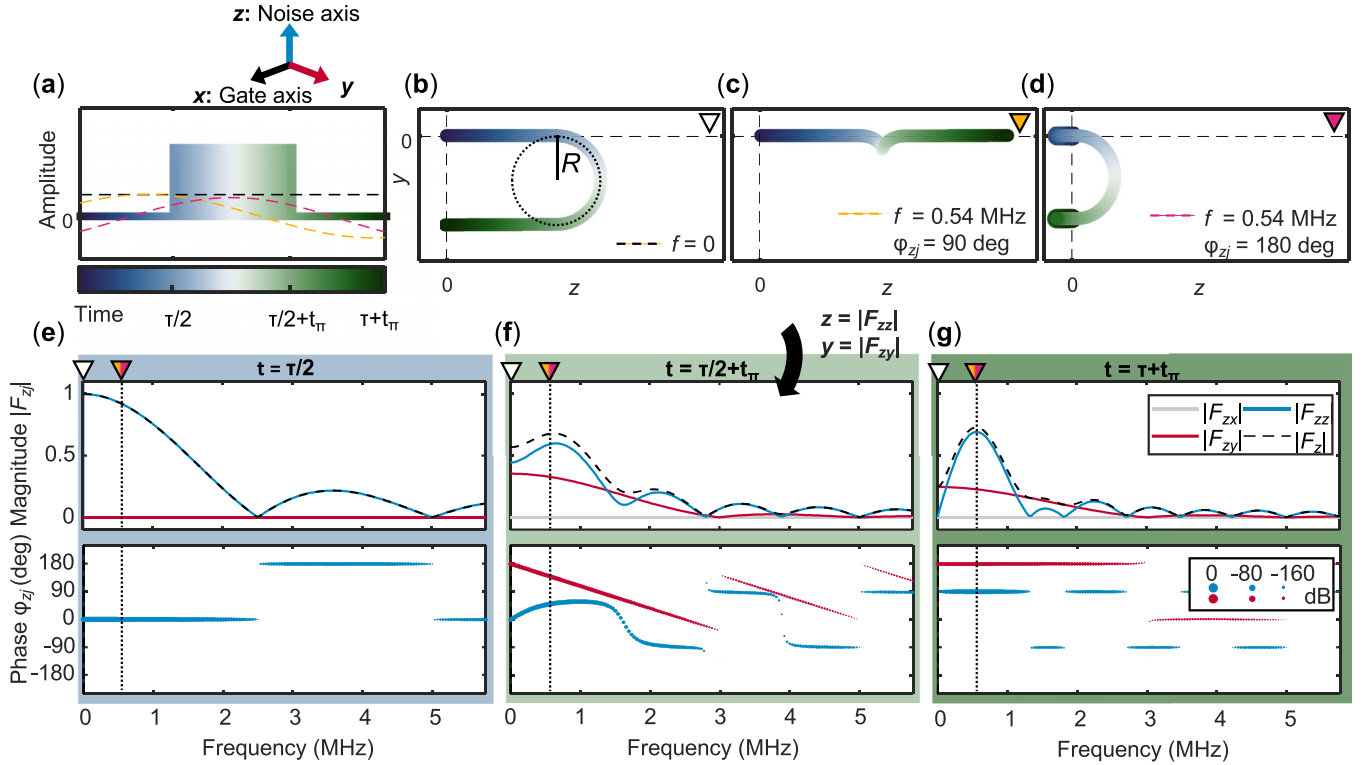 z: Noise axis
y
x: Gate axis
(a)
Amplitude
0
Time
τ/2
τ/2+tπ
τ+tπ
(b)
0
y
R
f = 0
0
z
(c)
f = 0.54 MHz
φzj = 90 deg
0
z
(d)
f = 0.54 MHz
φzj = 180 deg
0
z
z = |Fzz|
y = |Fzy|
(e)
t = τ/2
Magnitude |Fzj|
1
0.5
0
Phase φzj (deg)
180
90
0
-90
-180
0 1 2 3 4 5
Frequency (MHz)
(f)
t = τ/2+tπ
0 1 2 3 4 5
Frequency (MHz)
(g)
t = τ+tπ
|Fzx| |Fzz|
|Fzy| |Fz|
0 -80 -160
dB
0 1 2 3 4 5
Frequency (MHz)